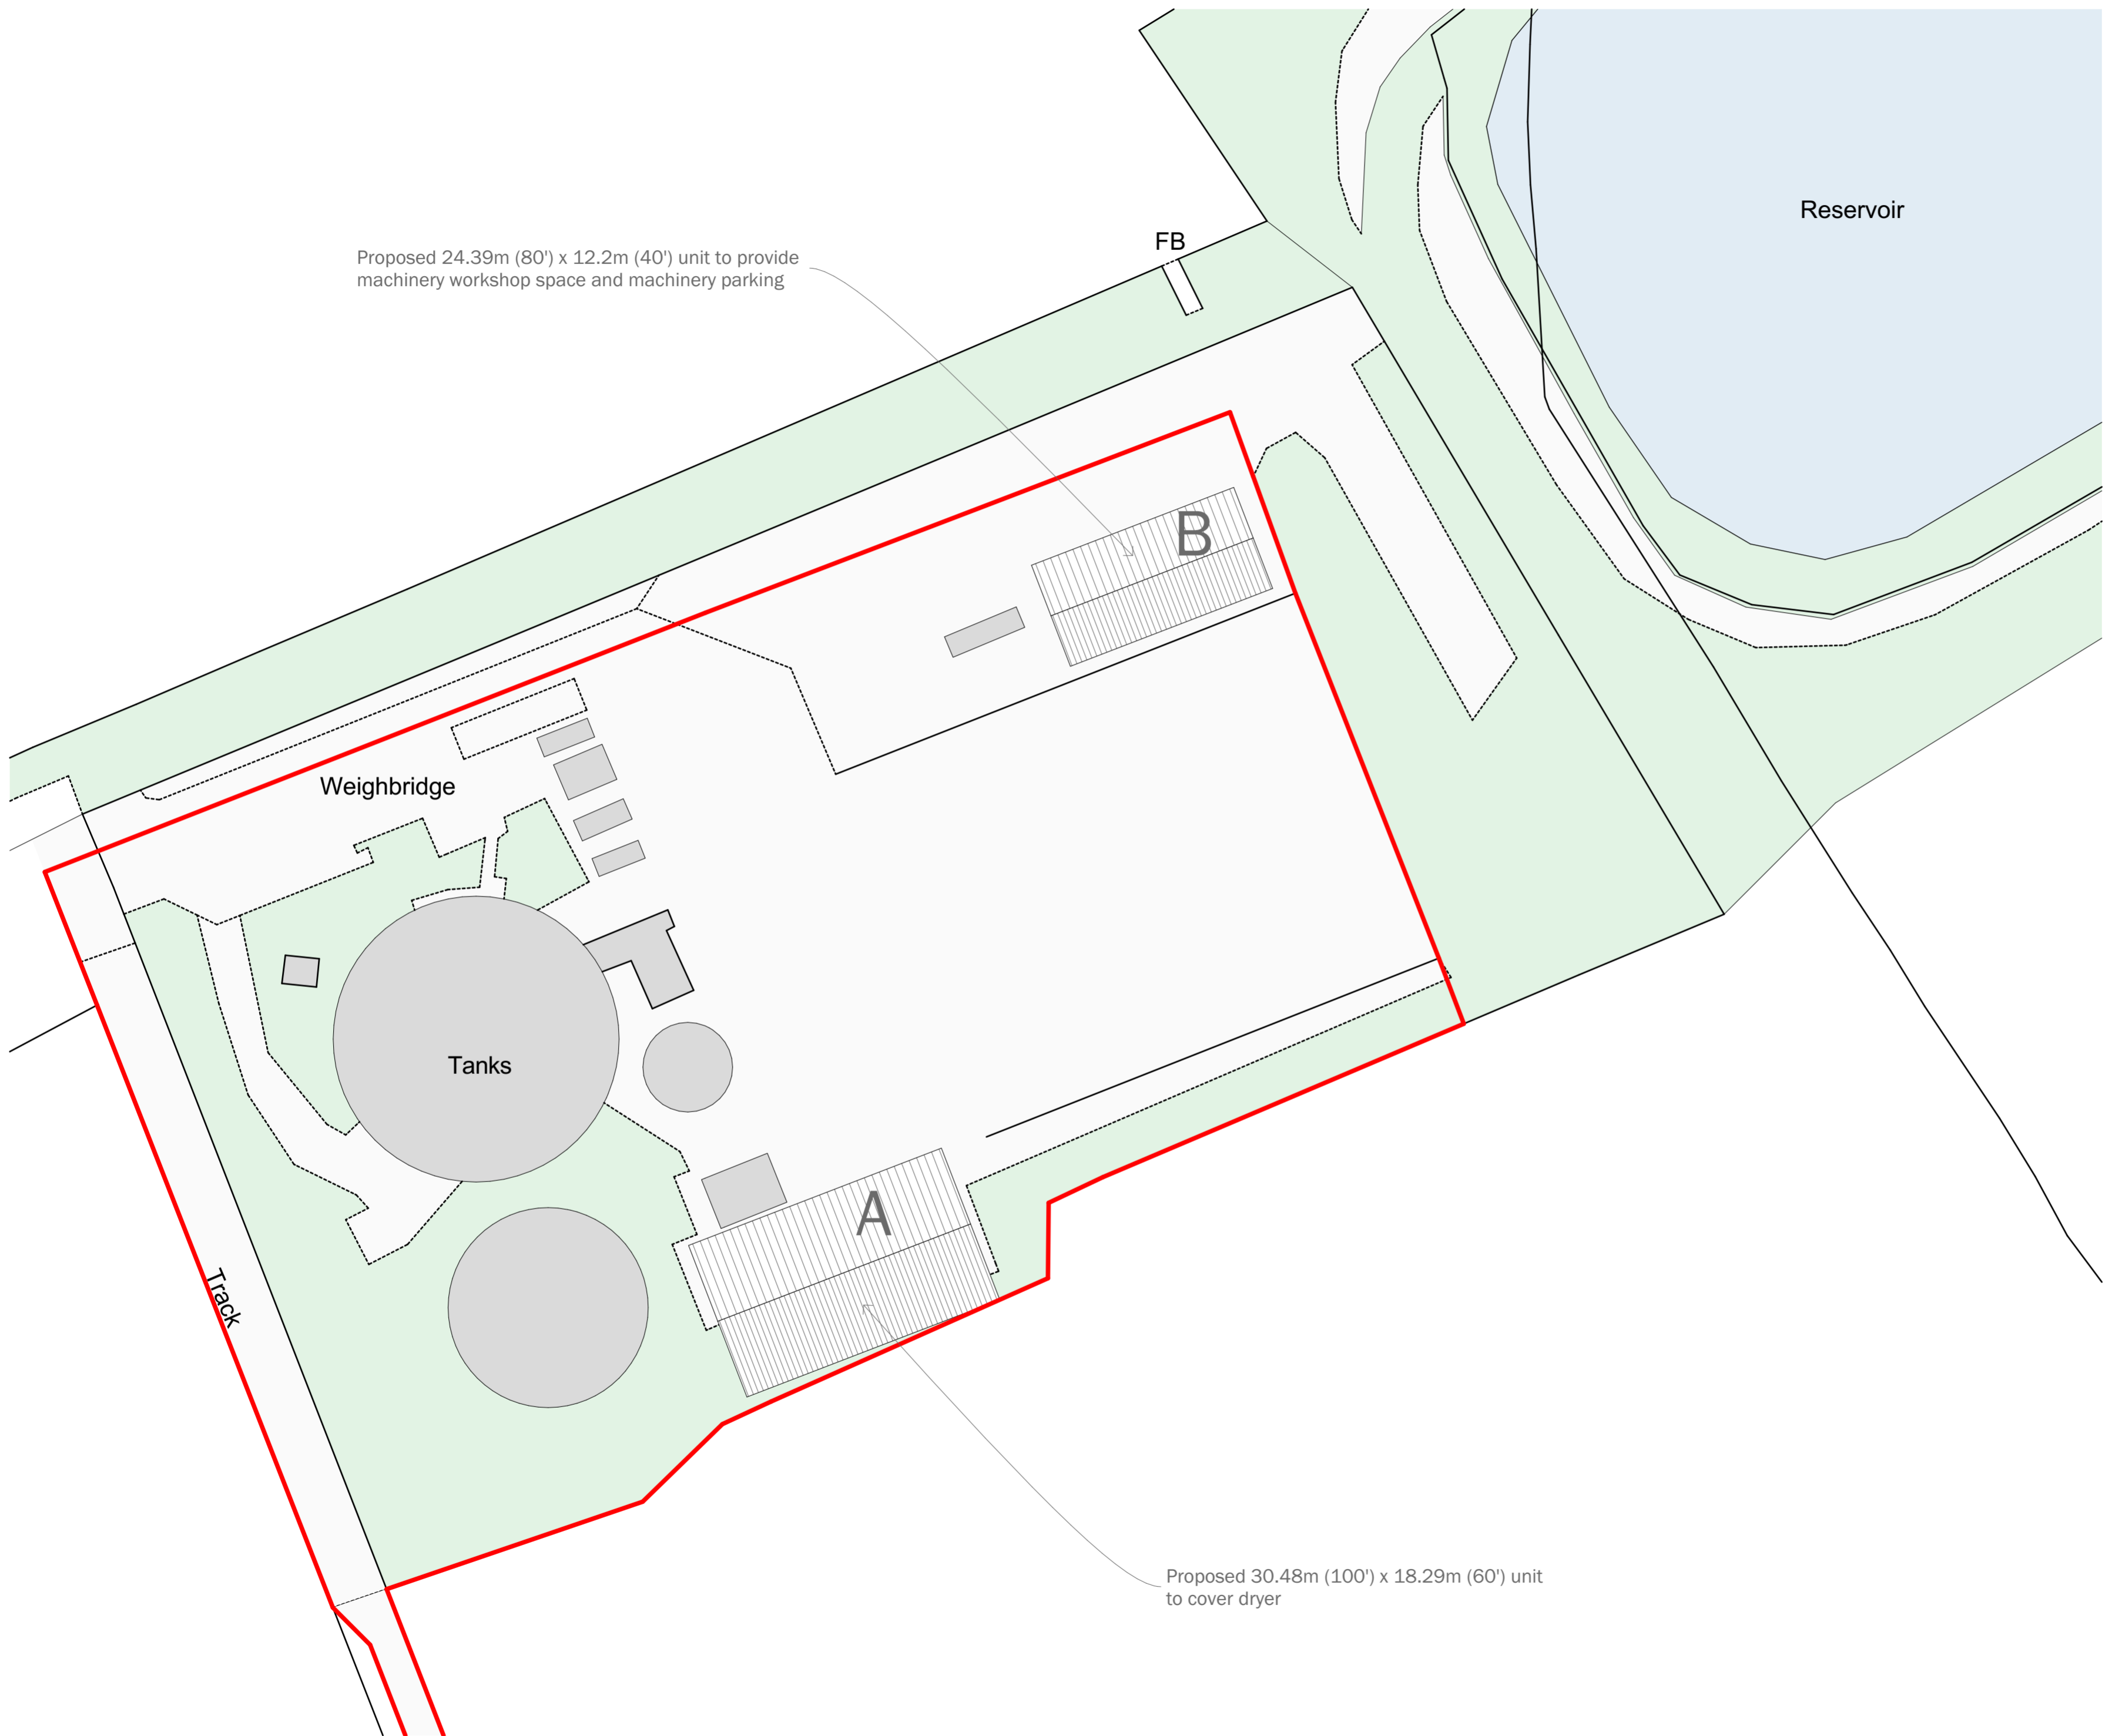 Reservoir
FB
Proposed 24.39m (80') x 12.2m (40') unit to provide
machinery workshop space and machinery parking
B
Weighbridge
Tanks
A
Track
Proposed 30.48m (100') x 18.29m (60') unit
to cover dryer